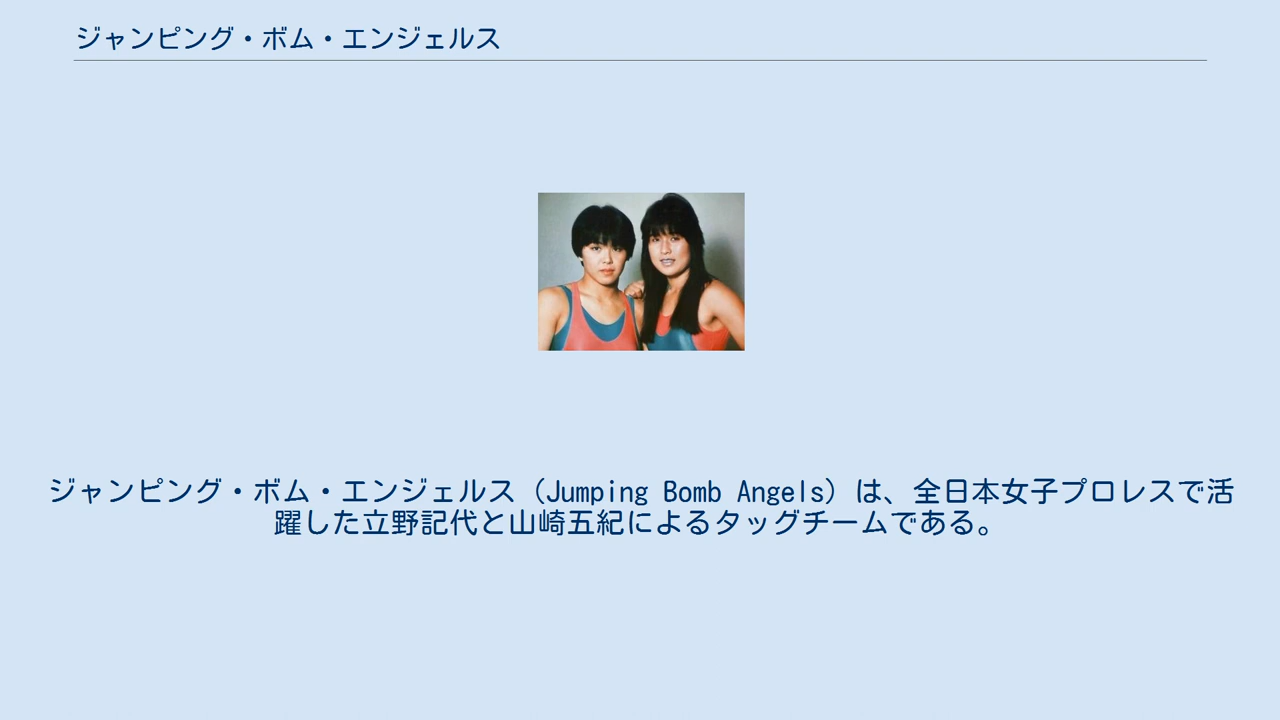 ジャンピング・ボム・エンジェルス
ジャンピング・ボム・エンジェルス（Jumping Bomb Angels）は、全日本女子プロレスで活
躍した立野記代と山崎五紀によるタッグチームである。